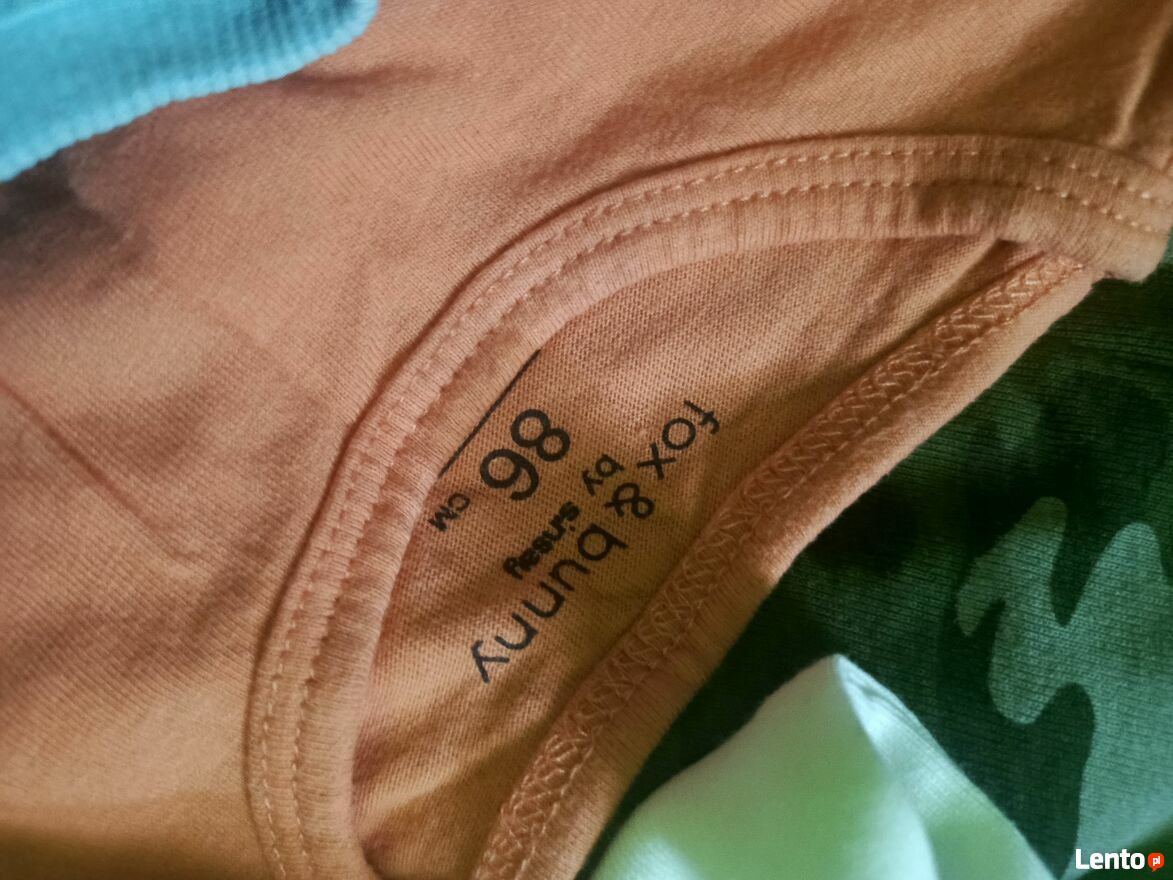 fox & bunny
by sinsay
86 CM
Lento pl